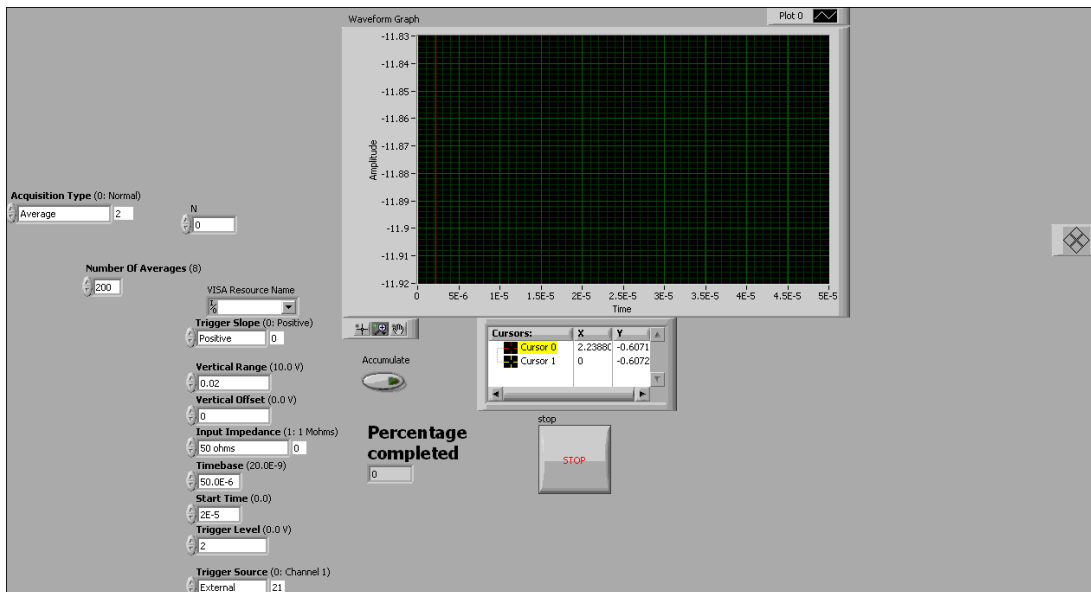 Waveform Graph
Plot 0
-11.83
-11.84
-11.85
-11.86
-11.87
-11.88
-11.89
-11.9
-11.91
-11.92
Amplitude
0 5E-6 1E-5 1.5E-5 2E-5 2.5E-5 3E-5 3.5E-5 4E-5 4.5E-5 5E-5
Time
Acquisition Type (0: Normal)
Average 2
N
0
Number Of Averages (8)
200
VISA Resource Name
I/O
Trigger Slope (0: Positive)
Positive 0
Vertical Range (10.0 V)
0.02
Vertical Offset (0.0 V)
0
Input Impedance (1: 1 Mohms)
50 ohms 0
Timebase (20.0E-9)
50.0E-6
Start Time (0.0)
2E-5
Trigger Level (0.0 V)
2
Trigger Source (0: Channel 1)
External 21
Cursors: X Y
Cursor 0 2.2388 -0.6071
Cursor 1 0 -0.6072
Accumulate
Percentage
completed
0
stop
STOP